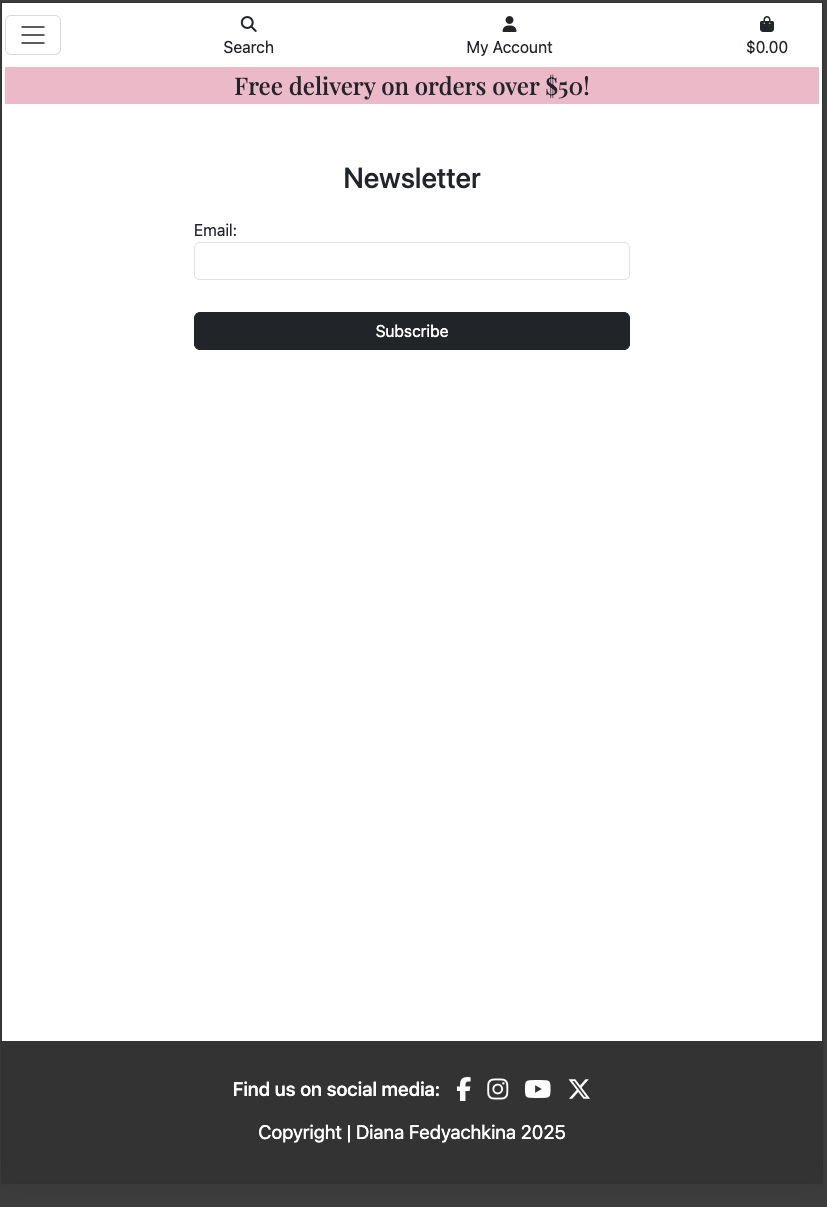 Search
My Account
$0.00
Free delivery on orders over $50!
Newsletter
Email:
Subscribe
Find us on social media:
Copyright | Diana Fedyachkina 2025